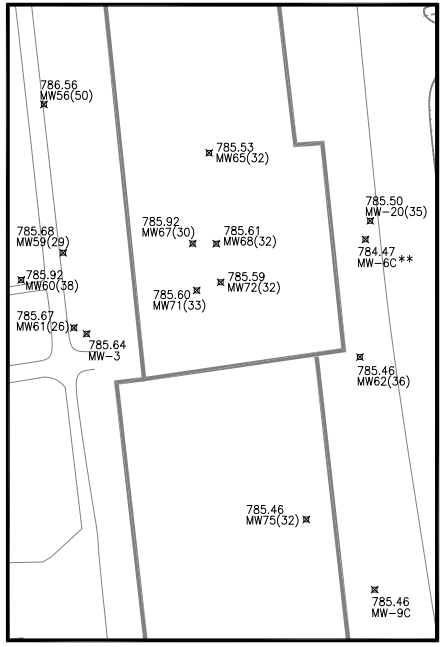 786.56
MW56(50)
785.53
MW65(32)
785.50
MW-20(35)
785.92
MW67(30)
785.61
MW68(32)
785.68
MW59(29)
784.47
MW-6C**
785.92
MW60(38)
785.59
MW72(32)
785.60
MW71(33)
785.67
MW61(26)
785.64
MW-3
785.46
MW62(36)
785.46
MW75(32)
785.46
MW-9C